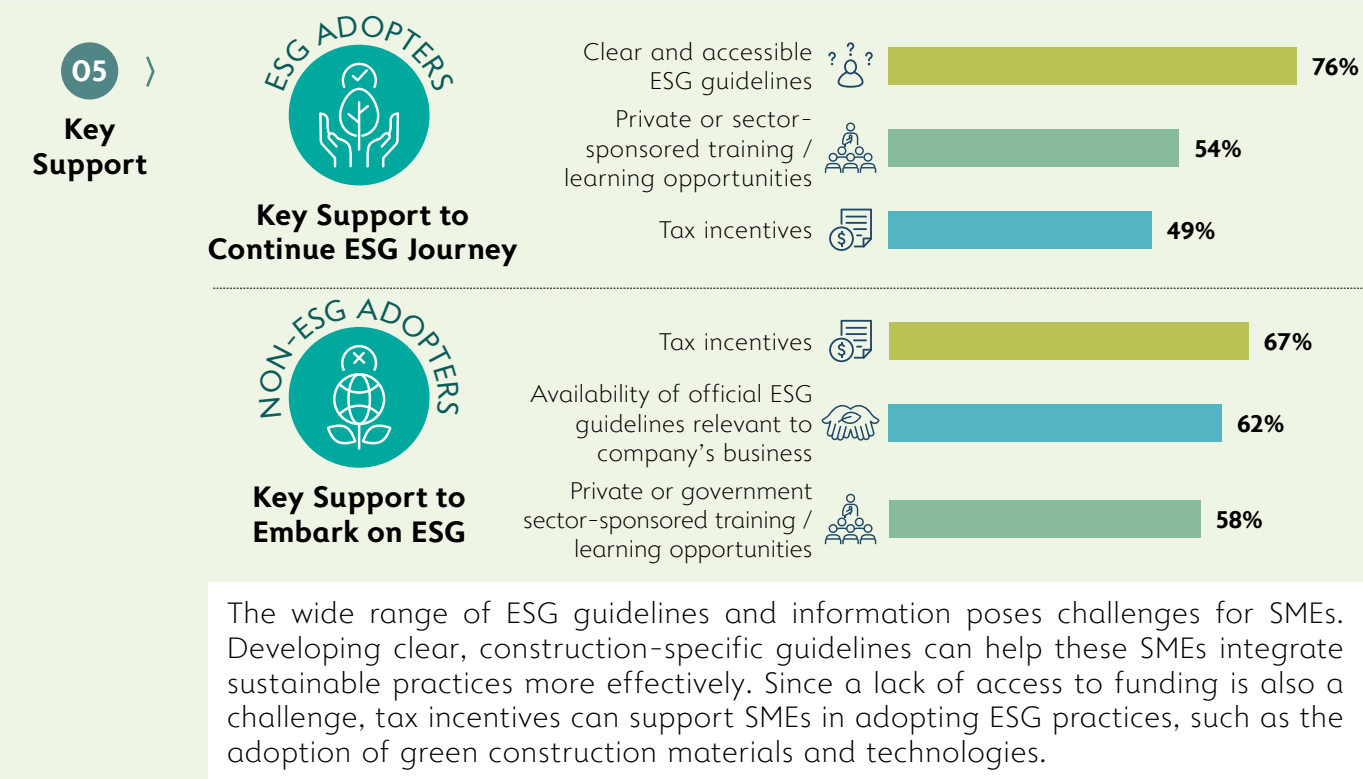 05
Key
Support
ESG ADOPTERS
Key Support to
Continue ESG Journey
Clear and accessible
ESG guidelines
? ? ?
76%
Private or sector-
sponsored training /
learning opportunities
54%
Tax incentives
$
49%
NON-ESG ADOPTERS
Key Support to
Embark on ESG
Tax incentives
$
67%
Availability of official ESG
guidelines relevant to
company’s business
62%
Private or government
sector-sponsored training /
learning opportunities
58%
The wide range of ESG guidelines and information poses challenges for SMEs.
Developing clear, construction-specific guidelines can help these SMEs integrate
sustainable practices more effectively. Since a lack of access to funding is also a
challenge, tax incentives can support SMEs in adopting ESG practices, such as the
adoption of green construction materials and technologies.